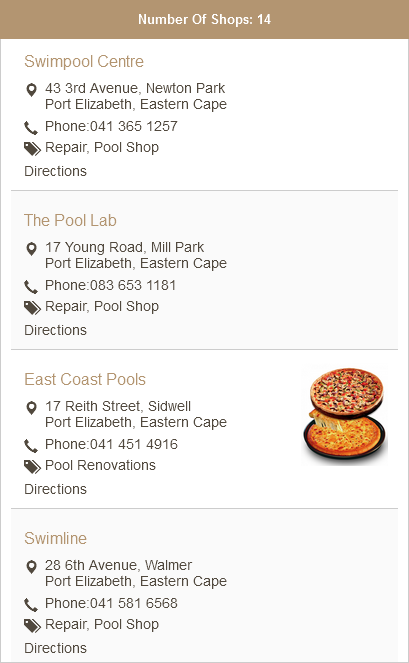 Number Of Shops: 14
Swimpool Centre
43 3rd Avenue, Newton Park
Port Elizabeth, Eastern Cape
Phone:041 365 1257
Repair, Pool Shop
Directions
The Pool Lab
17 Young Road, Mill Park
Port Elizabeth, Eastern Cape
Phone:083 653 1181
Repair, Pool Shop
Directions
East Coast Pools
17 Reith Street, Sidwell
Port Elizabeth, Eastern Cape
Phone:041 451 4916
Pool Renovations
Directions
Swimline
28 6th Avenue, Walmer
Port Elizabeth, Eastern Cape
Phone:041 581 6568
Repair, Pool Shop
Directions